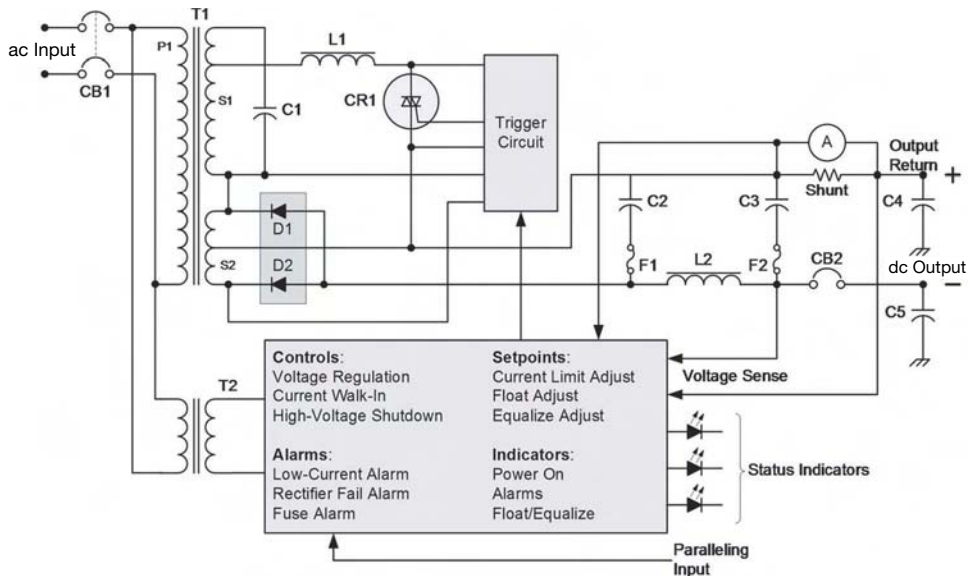 T1
ac Input
P1
CB1
S1
C1
L1
CR1
Trigger
Circuit
A
Output
Return
+
Shunt
C2
C3
C4
D1
D2
S2
F1
L2
F2
CB2
dc Output
−
C5
Voltage Sense
T2
Controls:
Voltage Regulation
Current Walk-In
High-Voltage Shutdown
Setpoints:
Current Limit Adjust
Float Adjust
Equalize Adjust
Alarms:
Low-Current Alarm
Rectifier Fail Alarm
Fuse Alarm
Indicators:
Power On
Alarms
Float/Equalize
Status Indicators
Paralleling
Input